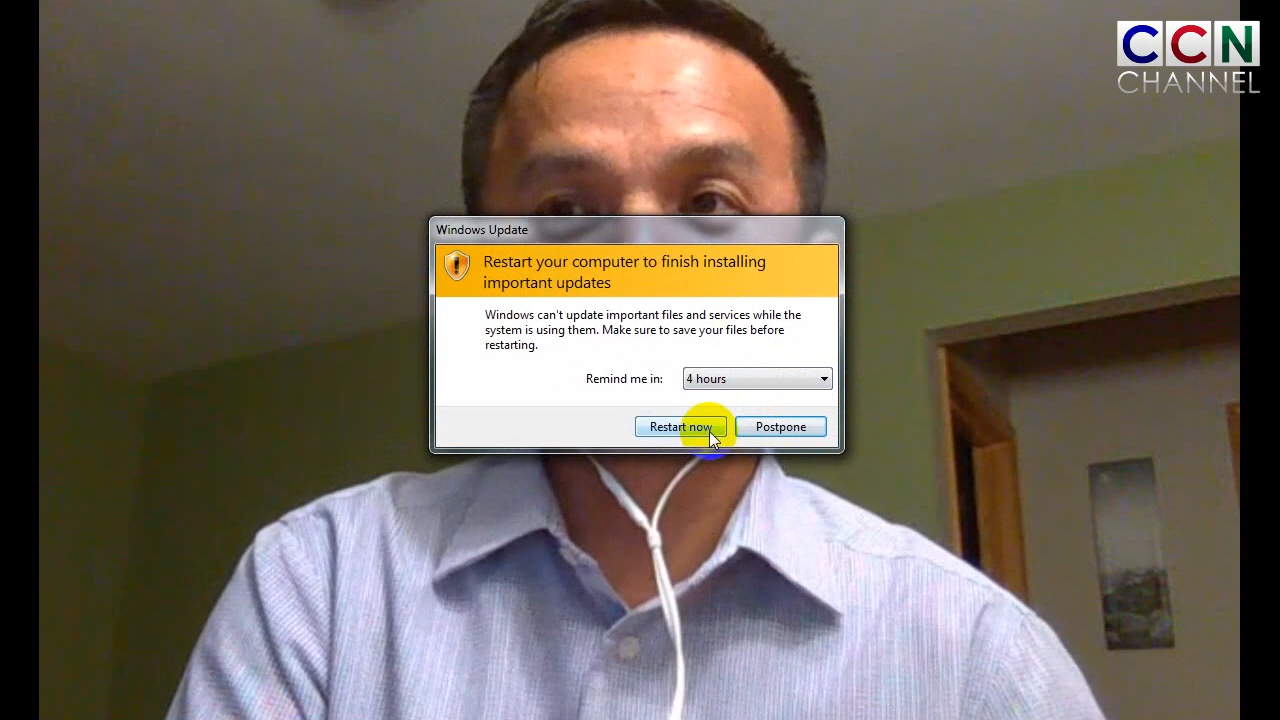 CCN
CHANNEL
Windows Update
Restart your computer to finish installing
important updates
Windows can't update important files and services while the
system is using them. Make sure to save your files before
restarting.
Remind me in: 4 hours
Restart now Postpone